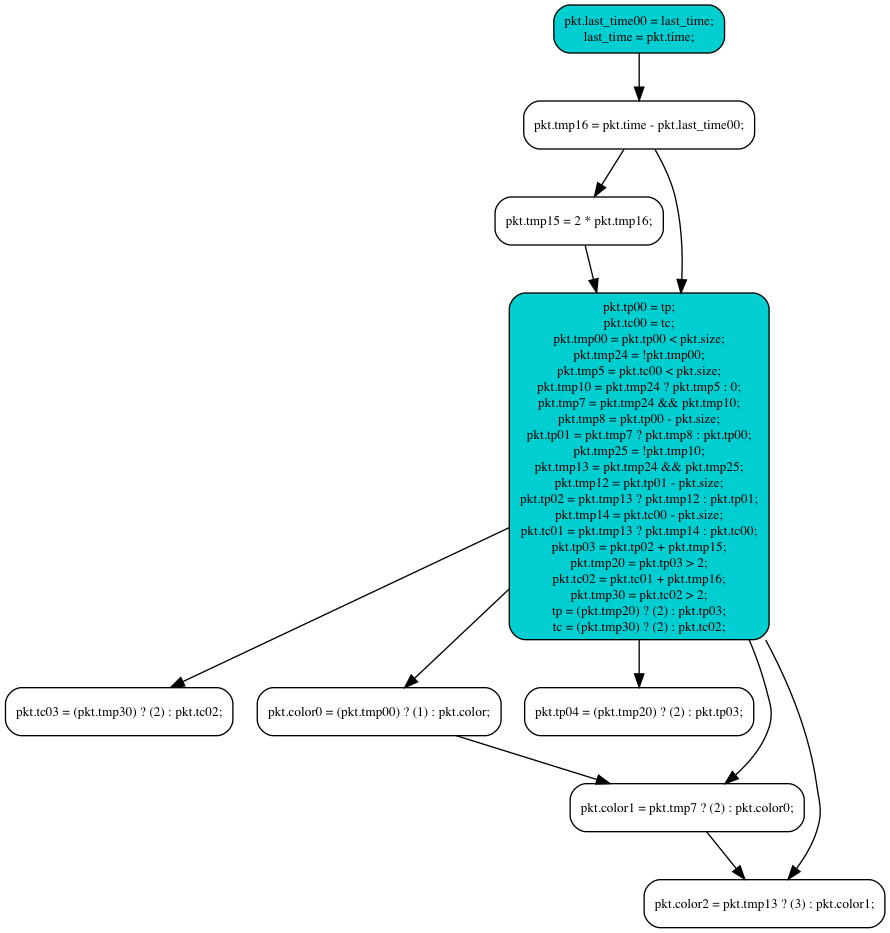 pkt.last_time00 = last_time;
last_time = pkt.time;
pkt.tmp16 = pkt.time - pkt.last_time00;
pkt.tmp15 = 2 * pkt.tmp16;
pkt.tp00 = tp;
pkt.tc00 = tc;
pkt.tmp00 = pkt.tp00 < pkt.size;
pkt.tmp24 = !pkt.tmp00;
pkt.tmp5 = pkt.tc00 < pkt.size;
pkt.tmp10 = pkt.tmp24 ? pkt.tmp5 : 0;
pkt.tmp7 = pkt.tmp24 && pkt.tmp10;
pkt.tmp8 = pkt.tp00 - pkt.size;
pkt.tp01 = pkt.tmp7 ? pkt.tmp8 : pkt.tp00;
pkt.tmp25 = !pkt.tmp10;
pkt.tmp13 = pkt.tmp24 && pkt.tmp25;
pkt.tmp12 = pkt.tp01 - pkt.size;
pkt.tp02 = pkt.tmp13 ? pkt.tmp12 : pkt.tp01;
pkt.tmp14 = pkt.tc00 - pkt.size;
pkt.tc01 = pkt.tmp13 ? pkt.tmp14 : pkt.tc00;
pkt.tp03 = pkt.tp02 + pkt.tmp15;
pkt.tmp20 = pkt.tp03 > 2;
pkt.tc02 = pkt.tc01 + pkt.tmp16;
pkt.tmp30 = pkt.tc02 > 2;
tp = (pkt.tmp20) ? (2) : pkt.tp03;
tc = (pkt.tmp30) ? (2) : pkt.tc02;
pkt.tc03 = (pkt.tmp30) ? (2) : pkt.tc02;
pkt.color0 = (pkt.tmp00) ? (1) : pkt.color;
pkt.tp04 = (pkt.tmp20) ? (2) : pkt.tp03;
pkt.color1 = pkt.tmp7 ? (2) : pkt.color0;
pkt.color2 = pkt.tmp13 ? (3) : pkt.color1;